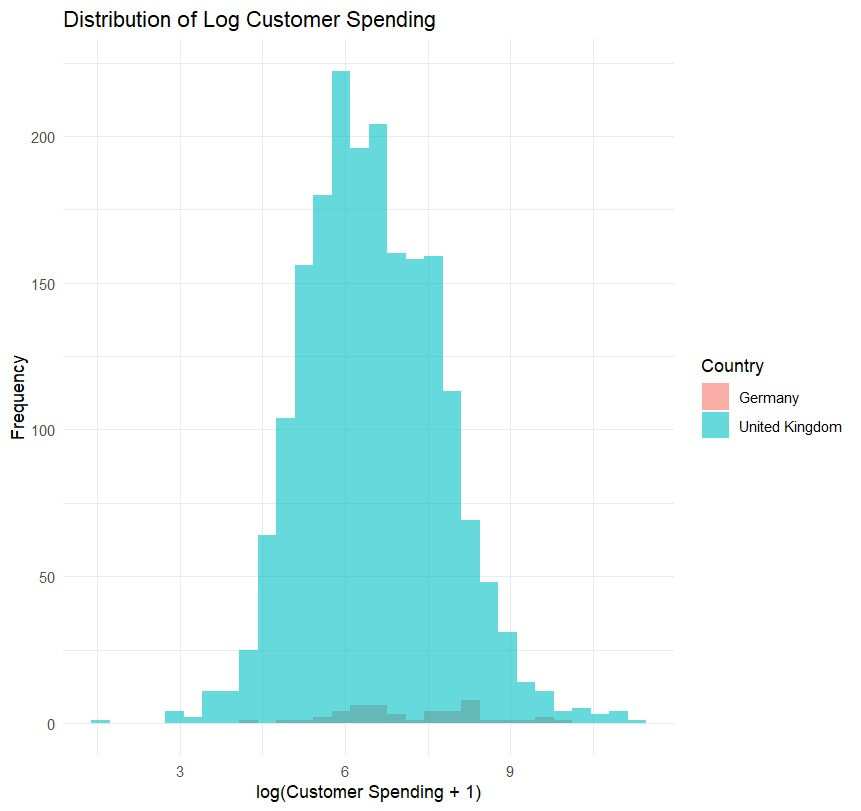 Distribution of Log Customer Spending
Frequency
200
150
100
50
0
3 6 9
log(Customer Spending + 1)
Country
Germany
United Kingdom